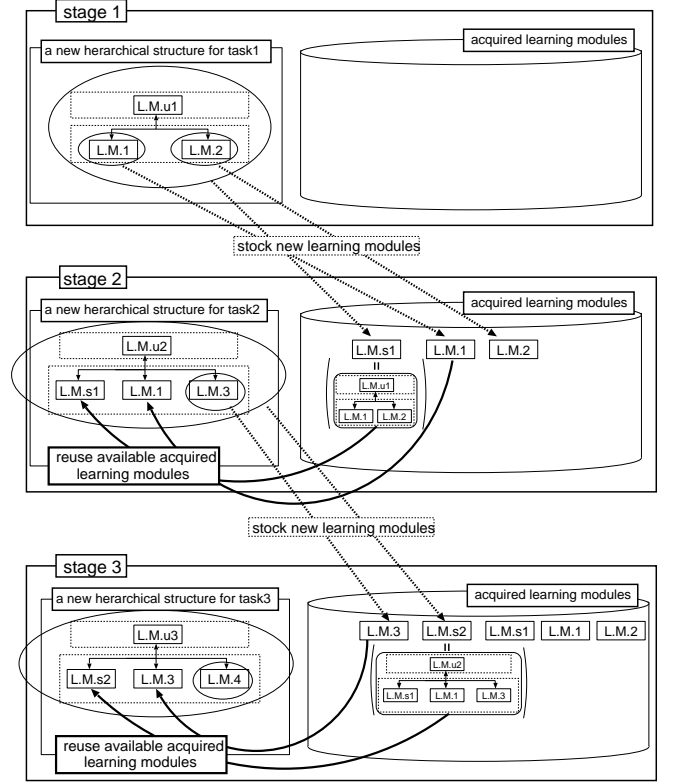 stage 1
a new herarchical structure for task1
acquired learning modules
L.M.u1
L.M.1
L.M.2
stock new learning modules
stage 2
a new herarchical structure for task2
acquired learning modules
L.M.u2
L.M.s1
L.M.1
L.M.3
L.M.s1
L.M.1
L.M.2
=
L.M.u1
L.M.1
L.M.2
reuse available acquired
learning modules
stock new learning modules
stage 3
a new herarchical structure for task3
acquired learning modules
L.M.u3
L.M.s2
L.M.3
L.M.4
L.M.3
L.M.s2
L.M.s1
L.M.1
L.M.2
=
L.M.u2
L.M.s1
L.M.1
L.M.3
reuse available acquired
learning modules